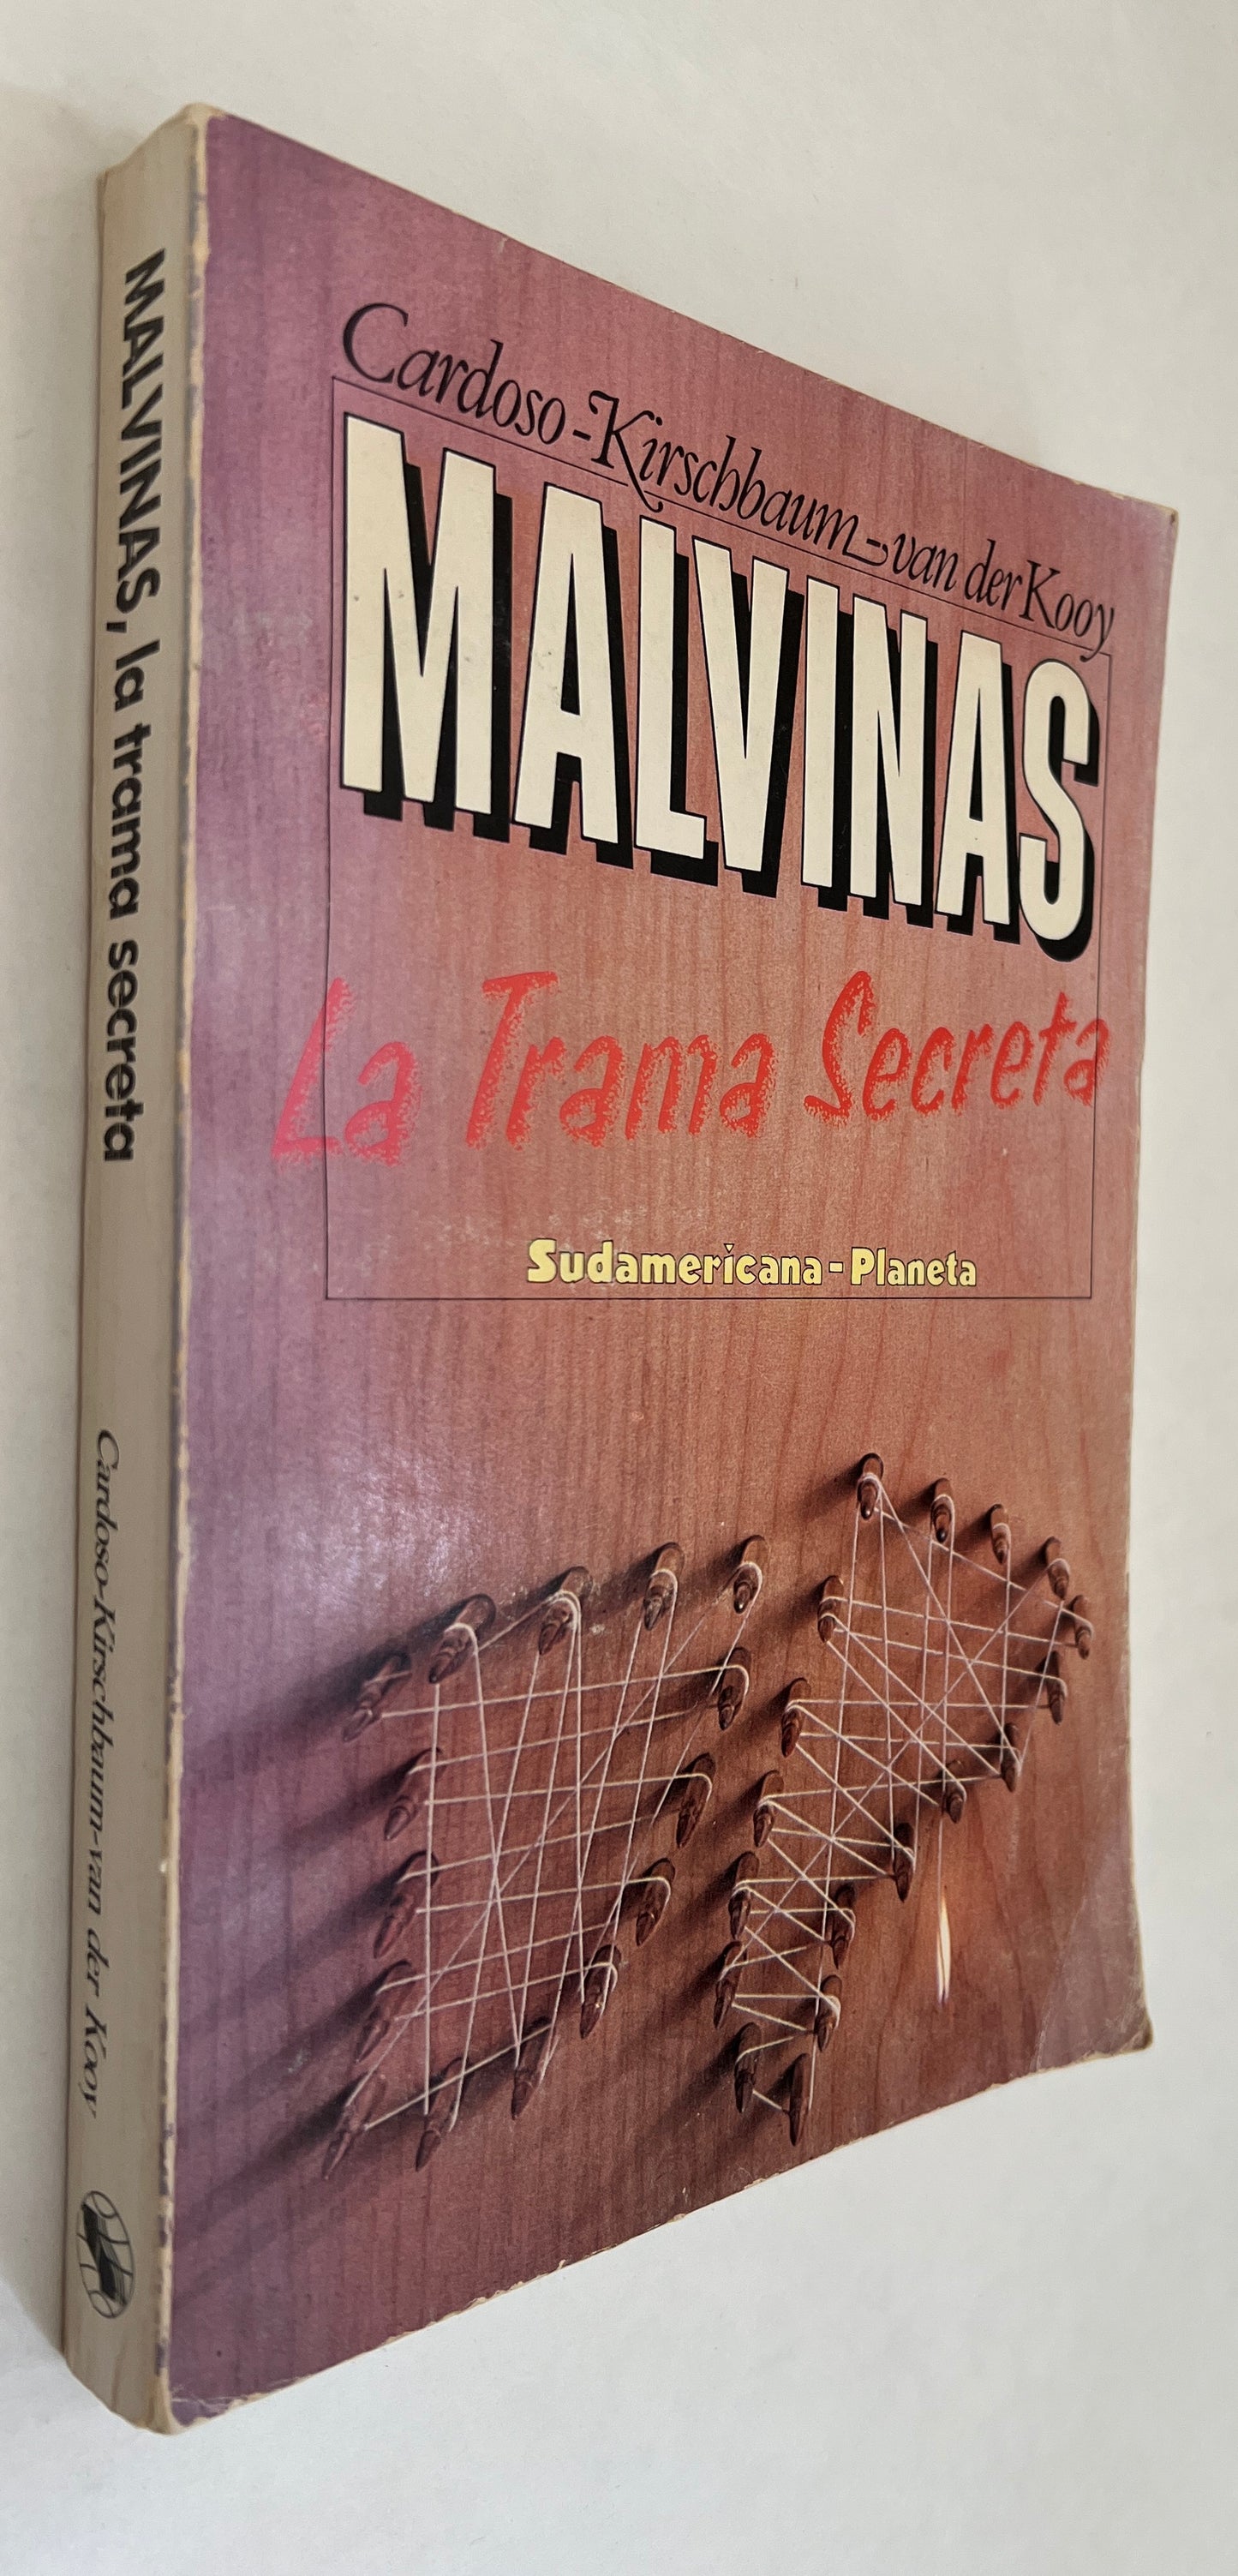 MALVINAS, la trama secreta
Cardoso-Kirschbaum-van der Kooy
Cardoso-Kirschbaum-van der Kooy
MALVINAS
La Trama Secreta
Sudamericana-Planeta